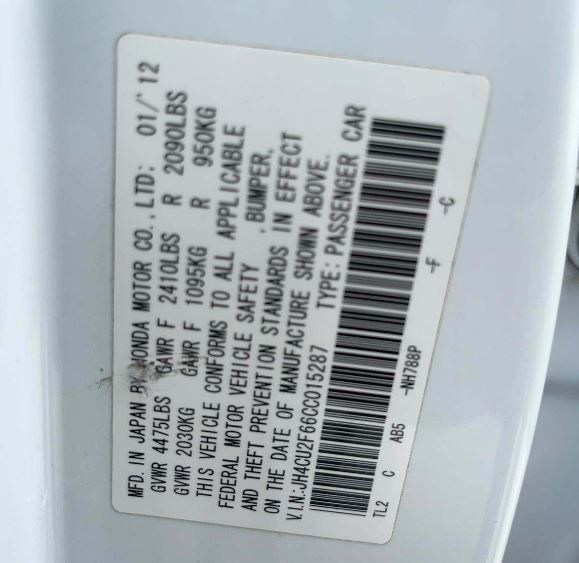 MFD. IN JAPAN BY HONDA MOTOR CO.,LTD: 01/'12
GVWR 4475LBS GAWR F 2410LBS R 2090LBS
GVWR 2030KG GAWR F 1095KG R 950KG
THIS VEHICLE CONFORMS TO ALL APPLICABLE
FEDERAL MOTOR VEHICLE SAFETY ,BUMPER,
AND THEFT PREVENTION STANDARDS IN EFFECT
ON THE DATE OF MANUFACTURE SHOWN ABOVE.
V.I.N:JH4CU2F66CC015287 TYPE: PASSENGER CAR
TL2 C AB5 -NH788P -F -C